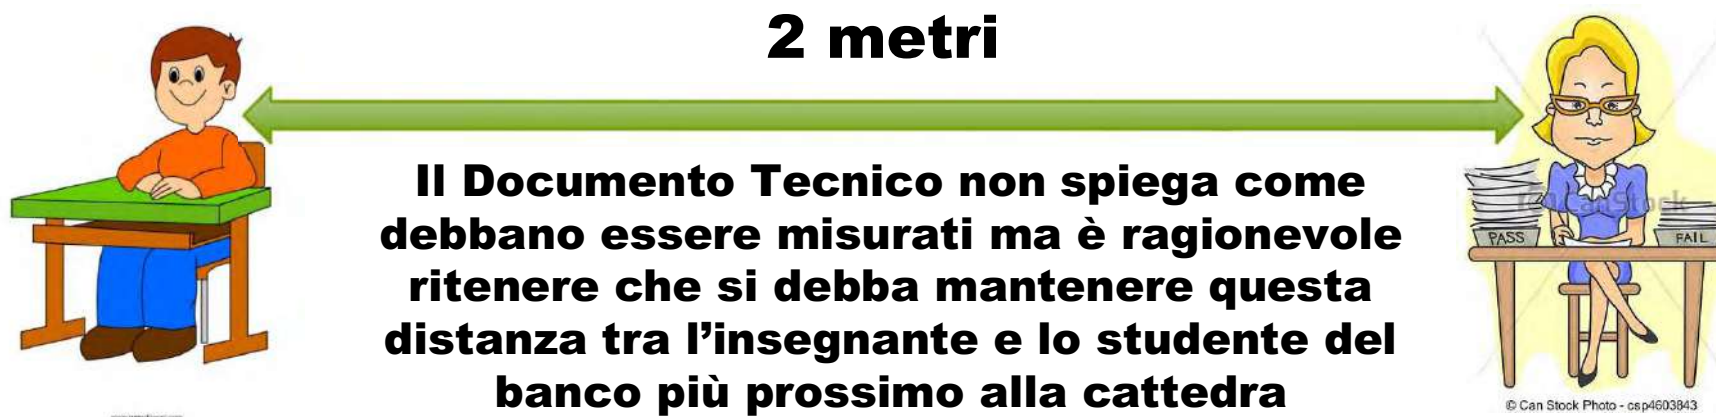 2 metri
Il Documento Tecnico non spiega come
debbano essere misurati ma è ragionevole
ritenere che si debba mantenere questa
distanza tra l’insegnante e lo studente del
banco più prossimo alla cattedra
PASS
FAIL
© Can Stock Photo - csp4603843